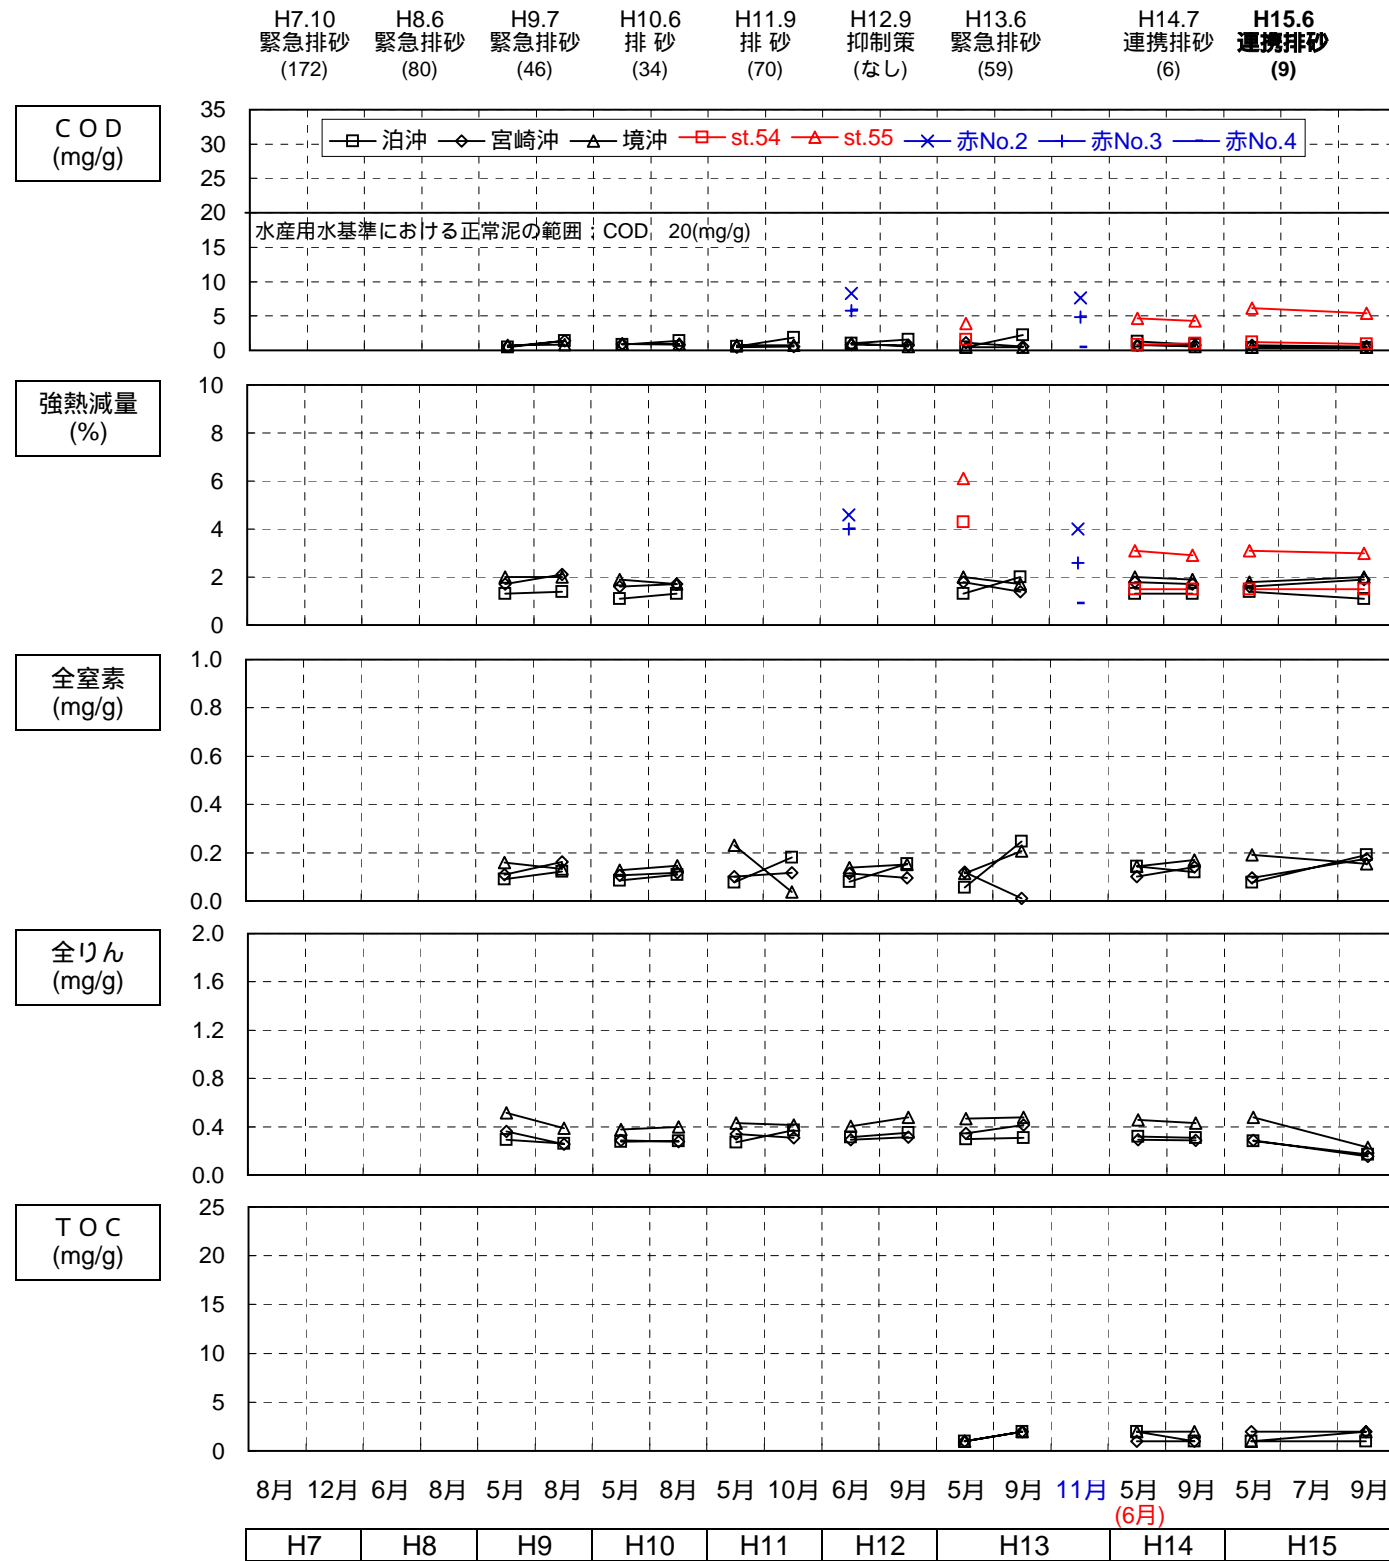 H7.10 H8.6 H9.7 H10.6 H11.9 H12.9 H13.6 H14.7 H15.6
緊急排砂 緊急排砂 緊急排砂 排 砂 排 砂 抑制策 緊急排砂 連携排砂 連携排砂
(172) (80) (46) (34) (70) (なし) (59) (6) (9)
ＣＯＤ
(mg/g)
35
30
25
20
15
10
5
0
泊沖 宮崎沖 境沖 st.54 st.55 赤No.2 赤No.3 赤No.4
水産用水基準における正常泥の範囲：COD 20(mg/g)
強熱減量
(%)
10
8
6
4
2
0
全窒素
(mg/g)
1.0
0.8
0.6
0.4
0.2
0.0
全りん
(mg/g)
2.0
1.6
1.2
0.8
0.4
0.0
ＴＯＣ
(mg/g)
25
20
15
10
5
0
8月 12月 6月 8月 5月 8月 5月 8月 5月 10月 6月 9月 5月 9月 11月 5月 9月 5月 7月 9月
(6月)
H7 H8 H9 H10 H11 H12 H13 H14 H15